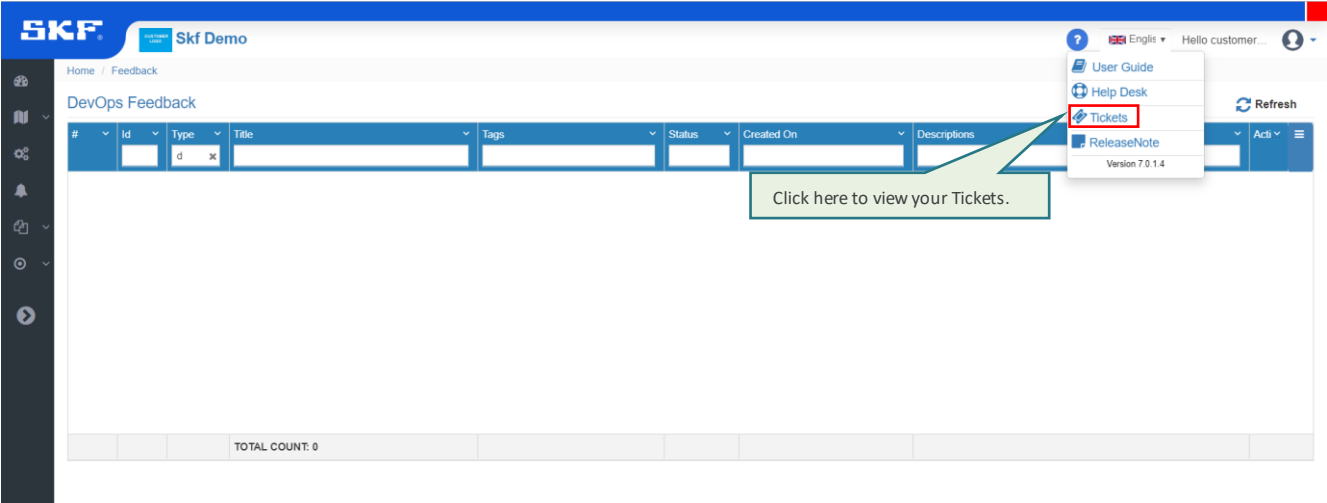 SKF
CUSTOMER LOGO
Skf Demo
?
Englis
Hello customer...
Home / Feedback
User Guide
Help Desk
Tickets
ReleaseNote
Version 7.0.1.4
DevOps Feedback
Refresh
# Id Type Title Tags Status Created On Descriptions Acti
d
Click here to view your Tickets.
TOTAL COUNT: 0